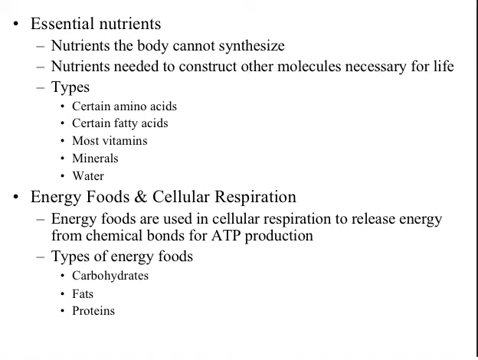 • Essential nutrients
– Nutrients the body cannot synthesize
– Nutrients needed to construct other molecules necessary for life
– Types
• Certain amino acids
• Certain fatty acids
• Most vitamins
• Minerals
• Water
• Energy Foods & Cellular Respiration
– Energy foods are used in cellular respiration to release energy
from chemical bonds for ATP production
– Types of energy foods
• Carbohydrates
• Fats
• Proteins